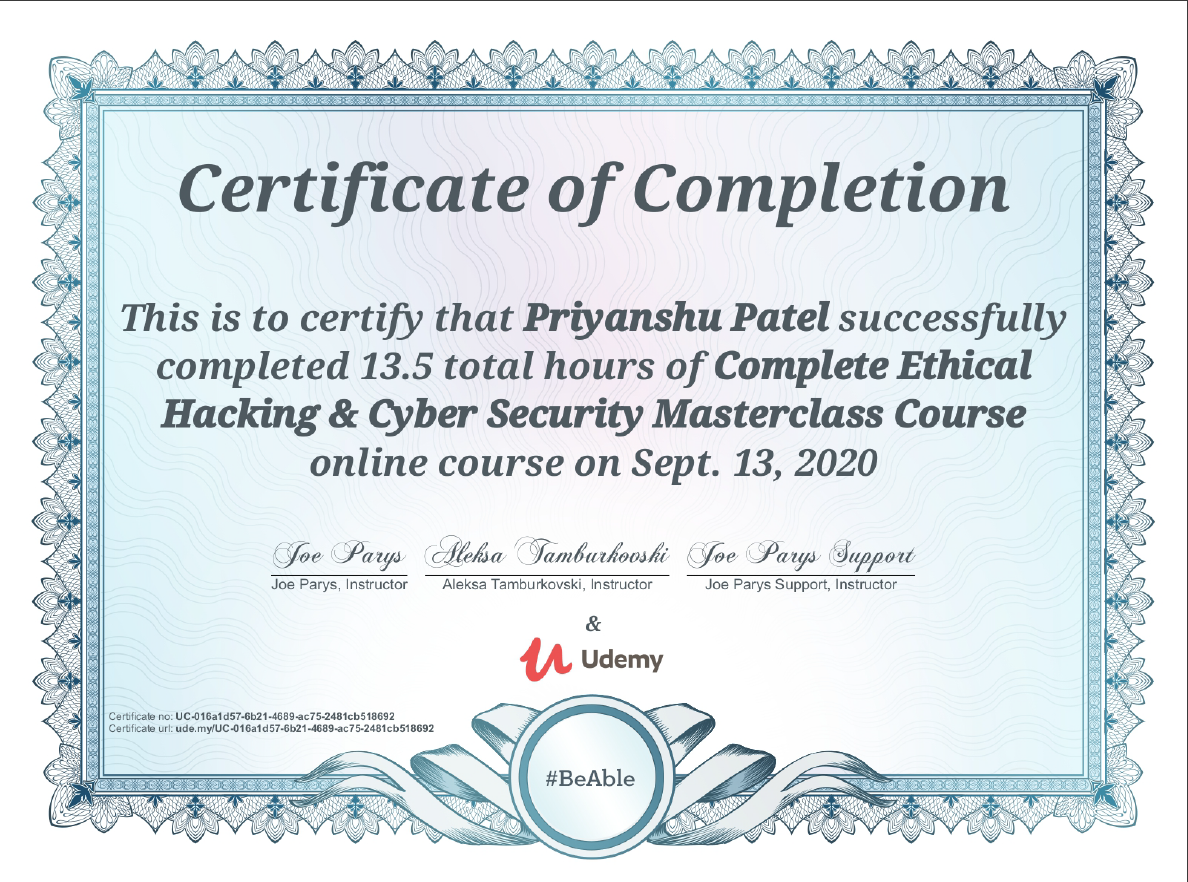 Certificate of Completion
This is to certify that Priyanshu Patel successfully
completed 13.5 total hours of Complete Ethical
Hacking & Cyber Security Masterclass Course
online course on Sept. 13, 2020
Joe Parys Aleksa Tamburkovski Joe Parys Support
Joe Parys, Instructor Aleksa Tamburkovski, Instructor Joe Parys Support, Instructor
&
Udemy
Certificate no: UC-016a1d57-6b21-4689-ac75-2481cb518692
Certificate url: ude.my/UC-016a1d57-6b21-4689-ac75-2481cb518692
#BeAble